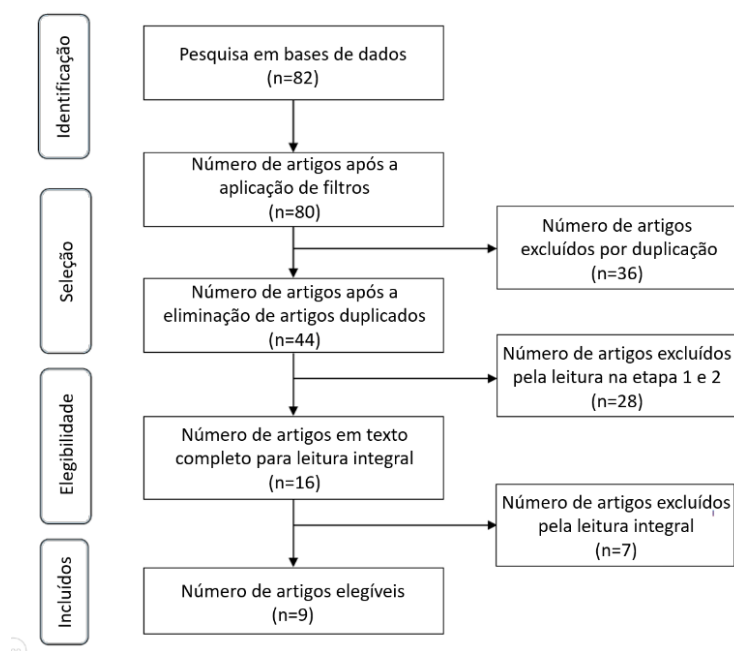 Identificação
Pesquisa em bases de dados
(n=82)
Número de artigos após a
aplicação de filtros
(n=80)
Seleção
Número de artigos
excluídos por duplicação
(n=36)
Número de artigos após a
eliminação de artigos duplicados
(n=44)
Número de artigos excluídos
pela leitura na etapa 1 e 2
(n=28)
Elegibilidade
Número de artigos em texto
completo para leitura integral
(n=16)
Número de artigos excluídos
pela leitura integral
(n=7)
Incluídos
Número de artigos elegíveis
(n=9)